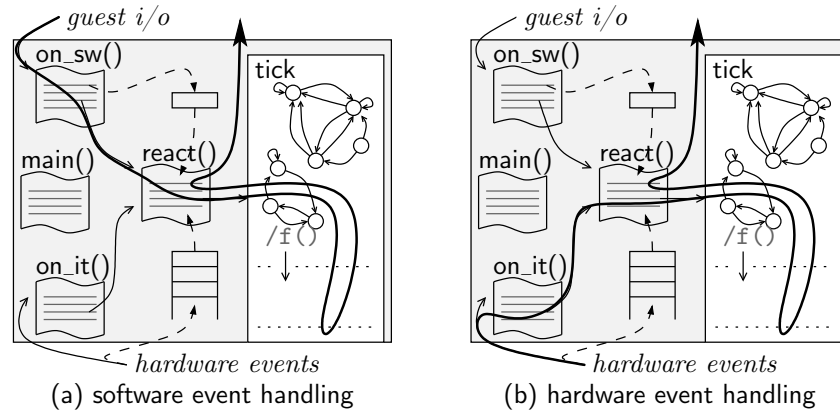 guest i/o
on_sw()
tick
main()
react()
/f()
on_it()
hardware events
(a) software event handling
guest i/o
on_sw()
tick
main()
react()
/f()
on_it()
hardware events
(b) hardware event handling